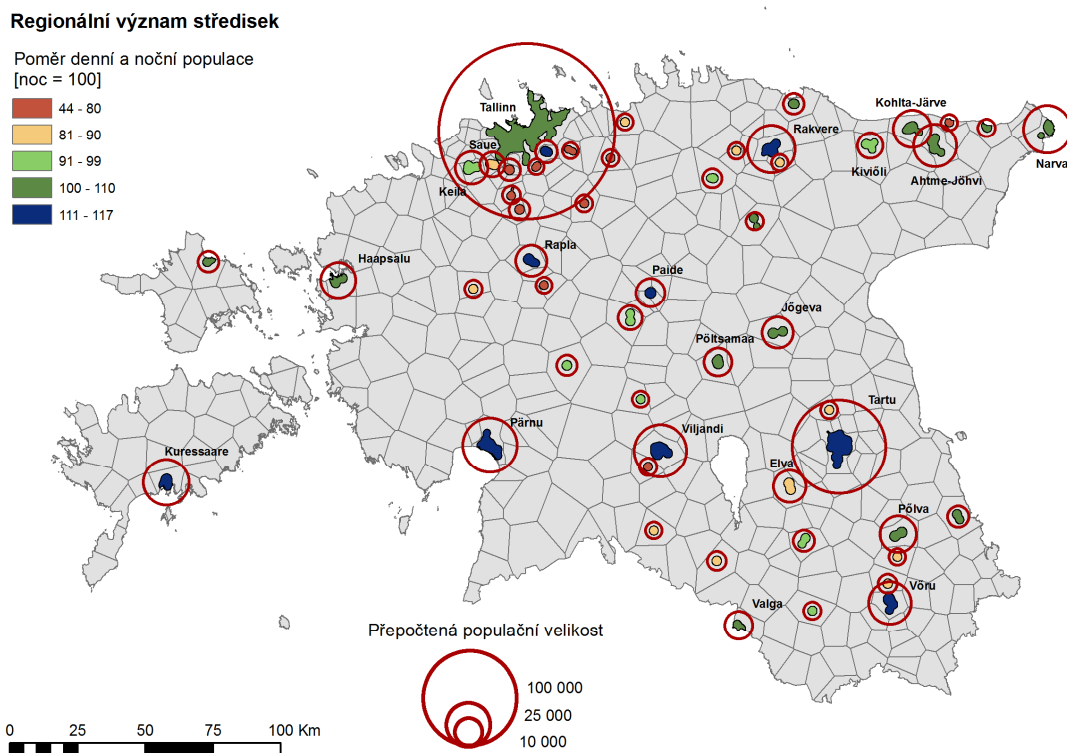 Regionální význam středisek
Poměr denní a noční populace
[noc = 100]
44 - 80
81 - 90
91 - 99
100 - 110
111 - 117
Tallinn
Saue
Keila
Rakvere
Kohlta-Järve
Kiviõli
Ahtme-Jõhvi
Narva
Haapsalu
Rapla
Paide
Jõgeva
Põltsamaa
Tartu
Pärnu
Viljandi
Kuressaare
Elva
Põlva
Võru
Valga
Přepočtená populační velikost
100 000
25 000
10 000
0 25 50 75 100 Km